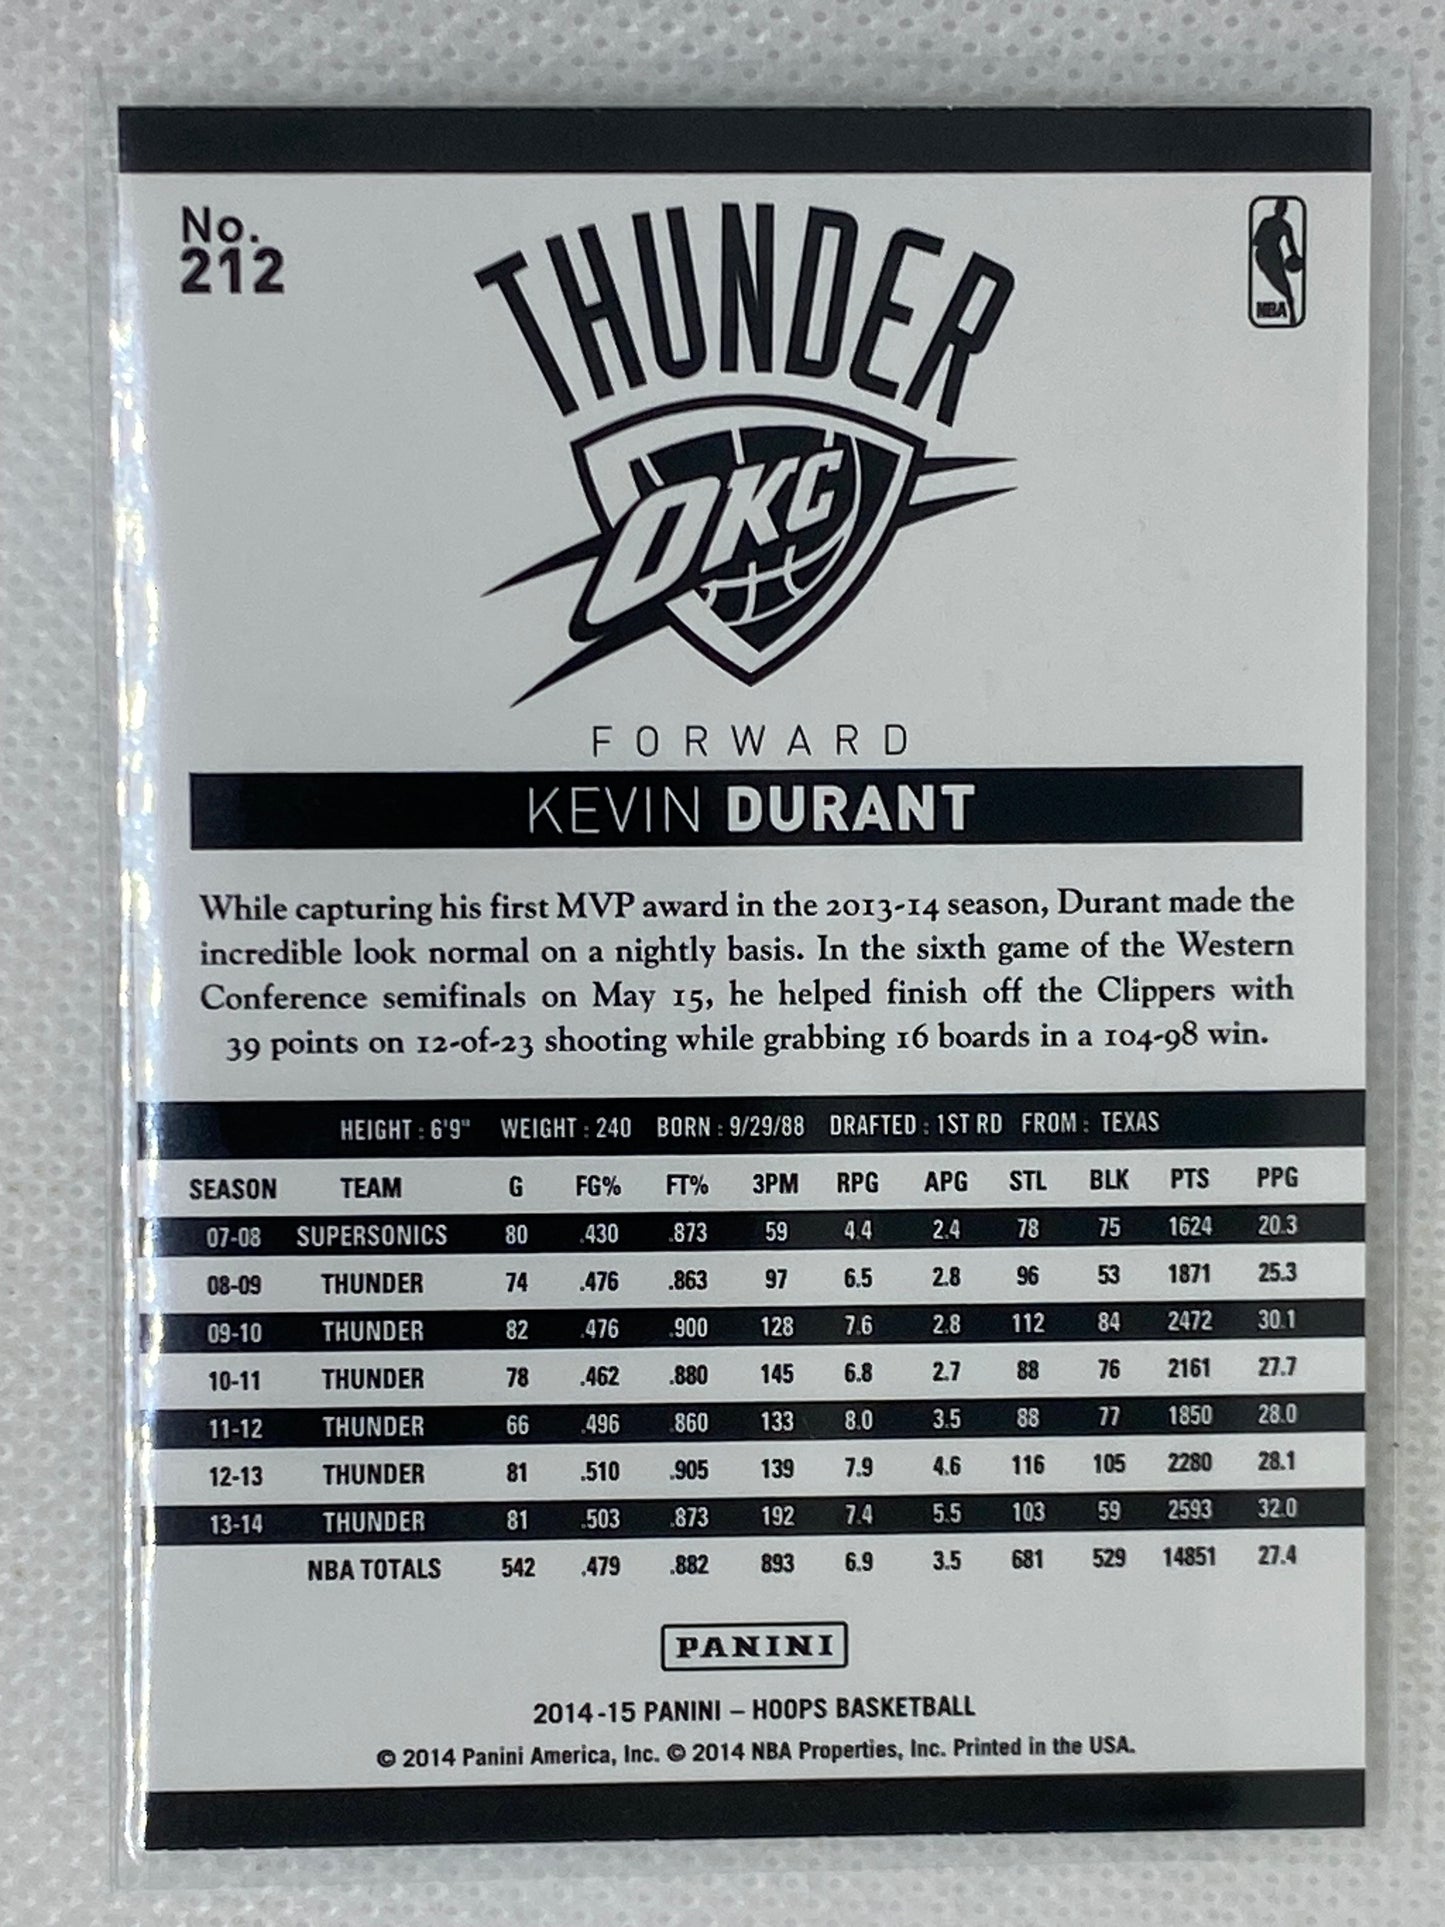 No.
212
THUNDER
OKC
NBA
FORWARD
KEVIN DURANT
While capturing his first MVP award in the 2013-14 season, Durant made the
incredible look normal on a nightly basis. In the sixth game of the Western
Conference semifinals on May 15, he helped finish off the Clippers with
39 points on 12-of-23 shooting while grabbing 16 boards in a 104-98 win.
HEIGHT : 6'9" WEIGHT : 240 BORN : 9/29/88 DRAFTED : 1ST RD FROM : TEXAS
SEASON TEAM G FG% FT% 3PM RPG APG STL BLK PTS PPG
07-08 SUPERSONICS 80 .430 .873 59 4.4 2.4 78 75 1624 20.3
08-09 THUNDER 74 .476 .863 97 6.5 2.8 96 53 1871 25.3
09-10 THUNDER 82 .476 .900 128 7.6 2.8 112 84 2472 30.1
10-11 THUNDER 78 .462 .880 145 6.8 2.7 88 76 2161 27.7
11-12 THUNDER 66 .496 .860 133 8.0 3.5 88 77 1850 28.0
12-13 THUNDER 81 .510 .905 139 7.9 4.6 116 105 2280 28.1
13-14 THUNDER 81 .503 .873 192 7.4 5.5 103 59 2593 32.0
NBA TOTALS 542 .479 .882 893 6.9 3.5 681 529 14851 27.4
PANINI
2014-15 PANINI – HOOPS BASKETBALL
© 2014 Panini America, Inc. © 2014 NBA Properties, Inc. Printed in the USA.